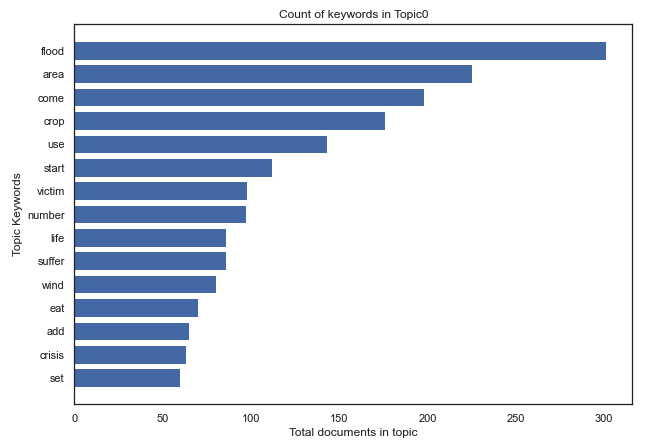 Count of keywords in Topic0
Topic Keywords
flood
area
come
crop
use
start
victim
number
life
suffer
wind
eat
add
crisis
set
0 50 100 150 200 250 300
Total documents in topic